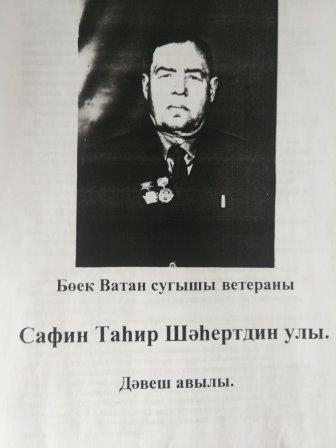 Бөек Ватан сугышы ветераны
Сафин Таһир Шәһертдин улы.
Дәвеш авылы.